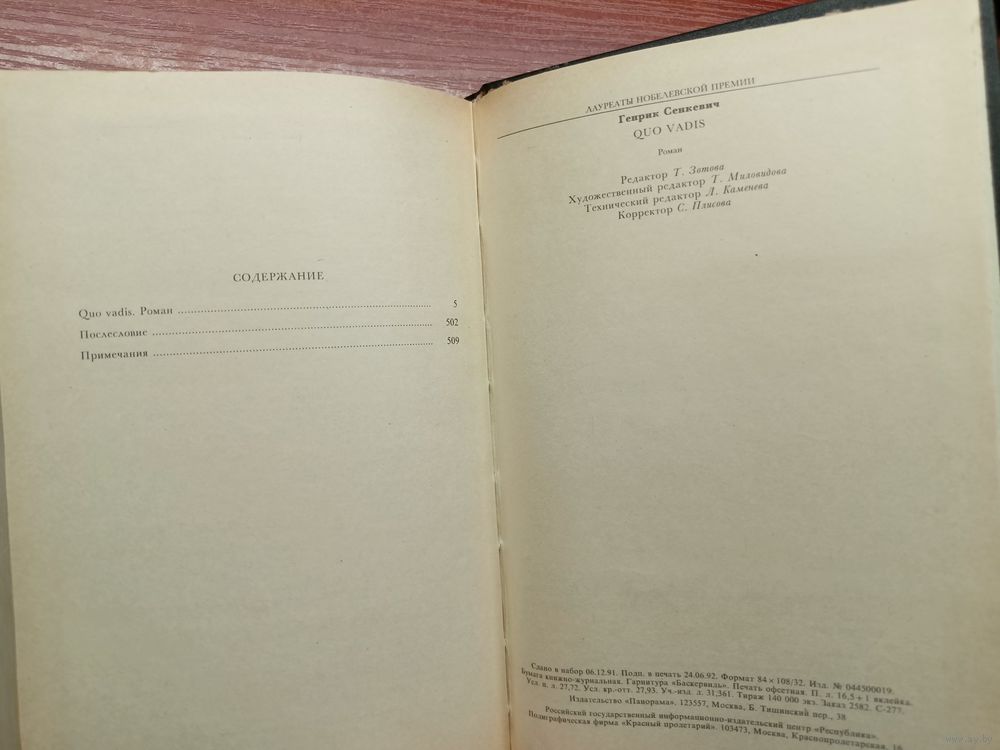 СОДЕРЖАНИЕ
Quo vadis. Роман ........ 5
Послесловие ........ 502
Примечания ........ 509
ЛАУРЕАТЫ НОБЕЛЕВСКОЙ ПРЕМИИ
Генрик Сенкевич
QUO VADIS
Роман
Редактор Т. Зотова
Художественный редактор Т. Миловидова
Технический редактор Л. Каменева
Корректор С. Плисова
Сдано в набор 06.12.91. Подп. в печать 24.06.92. Формат 84 × 108/32. Изд. № 044500019.
Бумага книжно-журнальная. Гарнитура «Баскервиль». Печать офсетная. П. л. 16,5 + 1 вклейка.
Усл. п. л. 27,72. Усл. кр.-отт. 27,93. Уч.-изд. л. 31,361. Тираж 140 000 экз. Заказ 2582. С-277.
Издательство «Панорама», 123557, Москва, Б. Тишинский пер., 38
Российский государственный информационно-издательский центр «Республика».
Полиграфическая фирма «Красный пролетарий». 103473, Москва, Краснопролетарская, 16.